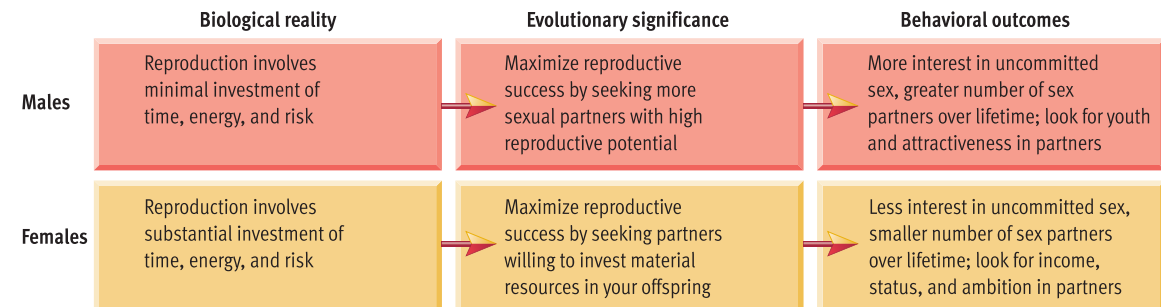 Biological reality
Evolutionary significance
Behavioral outcomes
Males
Reproduction involves
minimal investment of
time, energy, and risk
Maximize reproductive
success by seeking more
sexual partners with high
reproductive potential
More interest in uncommitted
sex, greater number of sex
partners over lifetime; look for youth
and attractiveness in partners
Females
Reproduction involves
substantial investment of
time, energy, and risk
Maximize reproductive
success by seeking partners
willing to invest material
resources in your offspring
Less interest in uncommitted sex,
smaller number of sex partners
over lifetime; look for income,
status, and ambition in partners